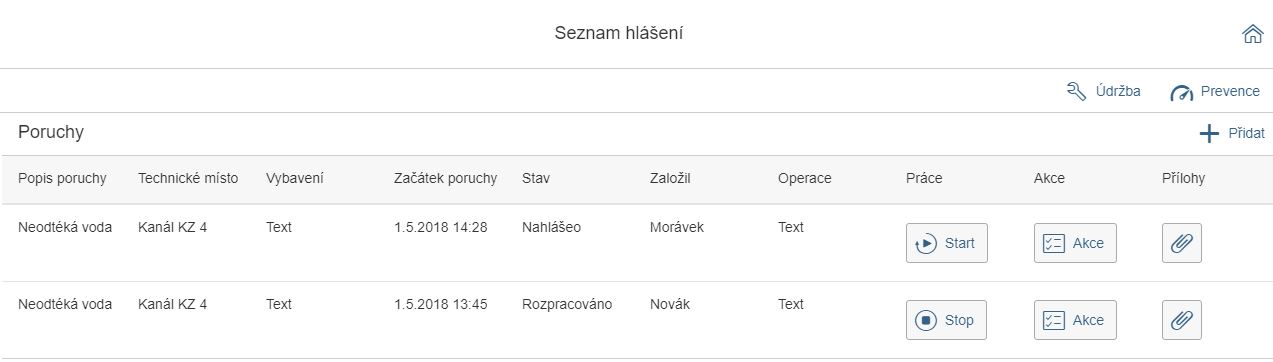 Seznam hlášení
Údržba Prevence
Poruchy Přidat
Popis poruchy Technické místo Vybavení Začátek poruchy Stav Založil Operace Práce Akce Přílohy
Neodtéká voda Kanál KZ 4 Text 1.5.2018 14:28 Nahlášeo Morávek Text Start Akce
Neodtéká voda Kanál KZ 4 Text 1.5.2018 13:45 Rozpracováno Novák Text Stop Akce